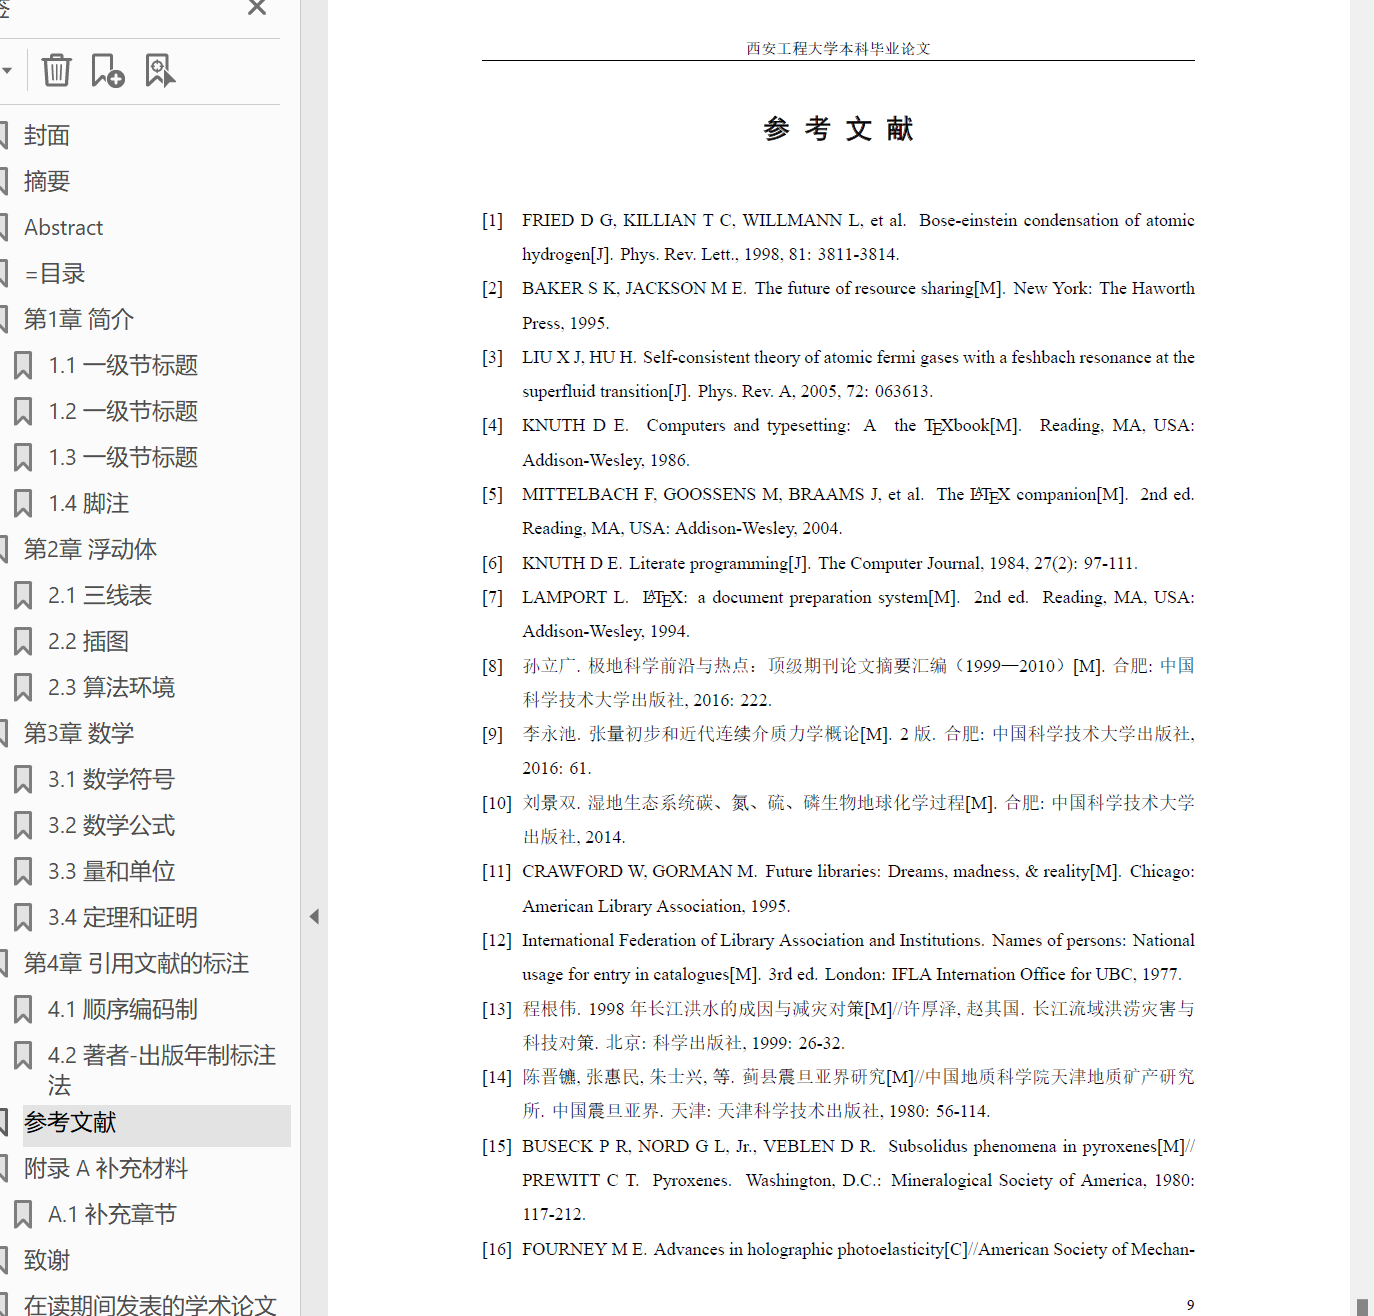 签
封面
摘要
Abstract
=目录
第1章 简介
1.1 一级节标题
1.2 一级节标题
1.3 一级节标题
1.4 脚注
第2章 浮动体
2.1 三线表
2.2 插图
2.3 算法环境
第3章 数学
3.1 数学符号
3.2 数学公式
3.3 量和单位
3.4 定理和证明
第4章 引用文献的标注
4.1 顺序编码制
4.2 著者-出版年制标注
法
参考文献
附录 A 补充材料
A.1 补充章节
致谢
在读期间发表的学术论文
西安工程大学本科毕业论文
参 考 文 献
[1] FRIED D G, KILLIAN T C, WILLMANN L, et al. Bose-einstein condensation of atomic
hydrogen[J]. Phys. Rev. Lett., 1998, 81: 3811-3814.
[2] BAKER S K, JACKSON M E. The future of resource sharing[M]. New York: The Haworth
Press, 1995.
[3] LIU X J, HU H. Self-consistent theory of atomic fermi gases with a feshbach resonance at the
superfluid transition[J]. Phys. Rev. A, 2005, 72: 063613.
[4] KNUTH D E. Computers and typesetting: A the TEXbook[M]. Reading, MA, USA:
Addison-Wesley, 1986.
[5] MITTELBACH F, GOOSSENS M, BRAAMS J, et al. The LATEX companion[M]. 2nd ed.
Reading, MA, USA: Addison-Wesley, 2004.
[6] KNUTH D E. Literate programming[J]. The Computer Journal, 1984, 27(2): 97-111.
[7] LAMPORT L. LATEX: a document preparation system[M]. 2nd ed. Reading, MA, USA:
Addison-Wesley, 1994.
[8] 孙立广. 极地科学前沿与热点：顶级期刊论文摘要汇编（1999—2010）[M]. 合肥: 中国
科学技术大学出版社, 2016: 222.
[9] 李永池. 张量初步和近代连续介质力学概论[M]. 2 版. 合肥: 中国科学技术大学出版社,
2016: 61.
[10] 刘景双. 湿地生态系统碳、氮、硫、磷生物地球化学过程[M]. 合肥: 中国科学技术大学
出版社, 2014.
[11] CRAWFORD W, GORMAN M. Future libraries: Dreams, madness, & reality[M]. Chicago:
American Library Association, 1995.
[12] International Federation of Library Association and Institutions. Names of persons: National
usage for entry in catalogues[M]. 3rd ed. London: IFLA Internation Office for UBC, 1977.
[13] 程根伟. 1998 年长江洪水的成因与减灾对策[M]//许厚泽, 赵其国. 长江流域洪涝灾害与
科技对策. 北京: 科学出版社, 1999: 26-32.
[14] 陈晋镳, 张惠民, 朱士兴, 等. 蓟县震旦亚界研究[M]//中国地质科学院天津地质矿产研究
所. 中国震旦亚界. 天津: 天津科学技术出版社, 1980: 56-114.
[15] BUSECK P R, NORD G L, Jr., VEBLEN D R. Subsolidus phenomena in pyroxenes[M]//
PREWITT C T. Pyroxenes. Washington, D.C.: Mineralogical Society of America, 1980:
117-212.
[16] FOURNEY M E. Advances in holographic photoelasticity[C]//American Society of Mechan-
9